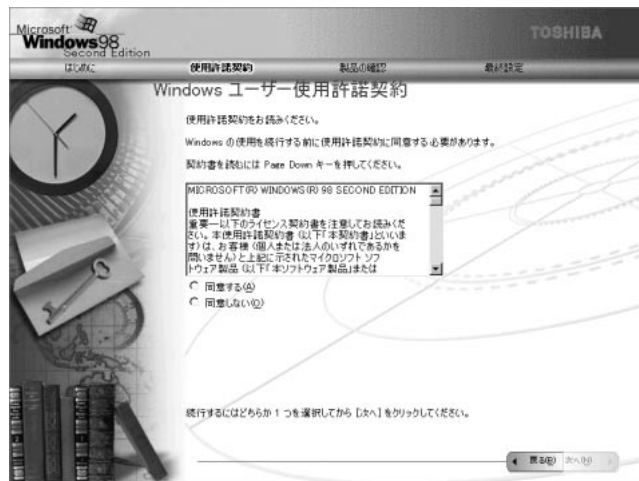 Microsoft
Windows98
Second Edition
TOSHIBA
はじめに
使用許諾契約
製品の確認
最終設定
Windows ユーザー使用許諾契約
使用許諾契約をお読みください。
Windows の使用を続行する前に使用許諾契約に同意する必要があります。
契約書を読むには Page Down キーを押してください。
MICROSOFT(R) WINDOWS(R) 98 SECOND EDITION
使用許諾契約書
重要―以下のライセンス契約書を注意してお読みくだ
さい。本使用許諾契約書（以下「本契約書」といいま
す）は、お客様（個人または法人のいずれであるかを
問いません）と上記に示されたマイクロソフト ソフ
トウェア製品（以下「本ソフトウェア製品」または
同意する(A)
同意しない(O)
続行するにはどちらか 1 つを選択してから [次へ] をクリックしてください。
戻る(B) 次へ(N)